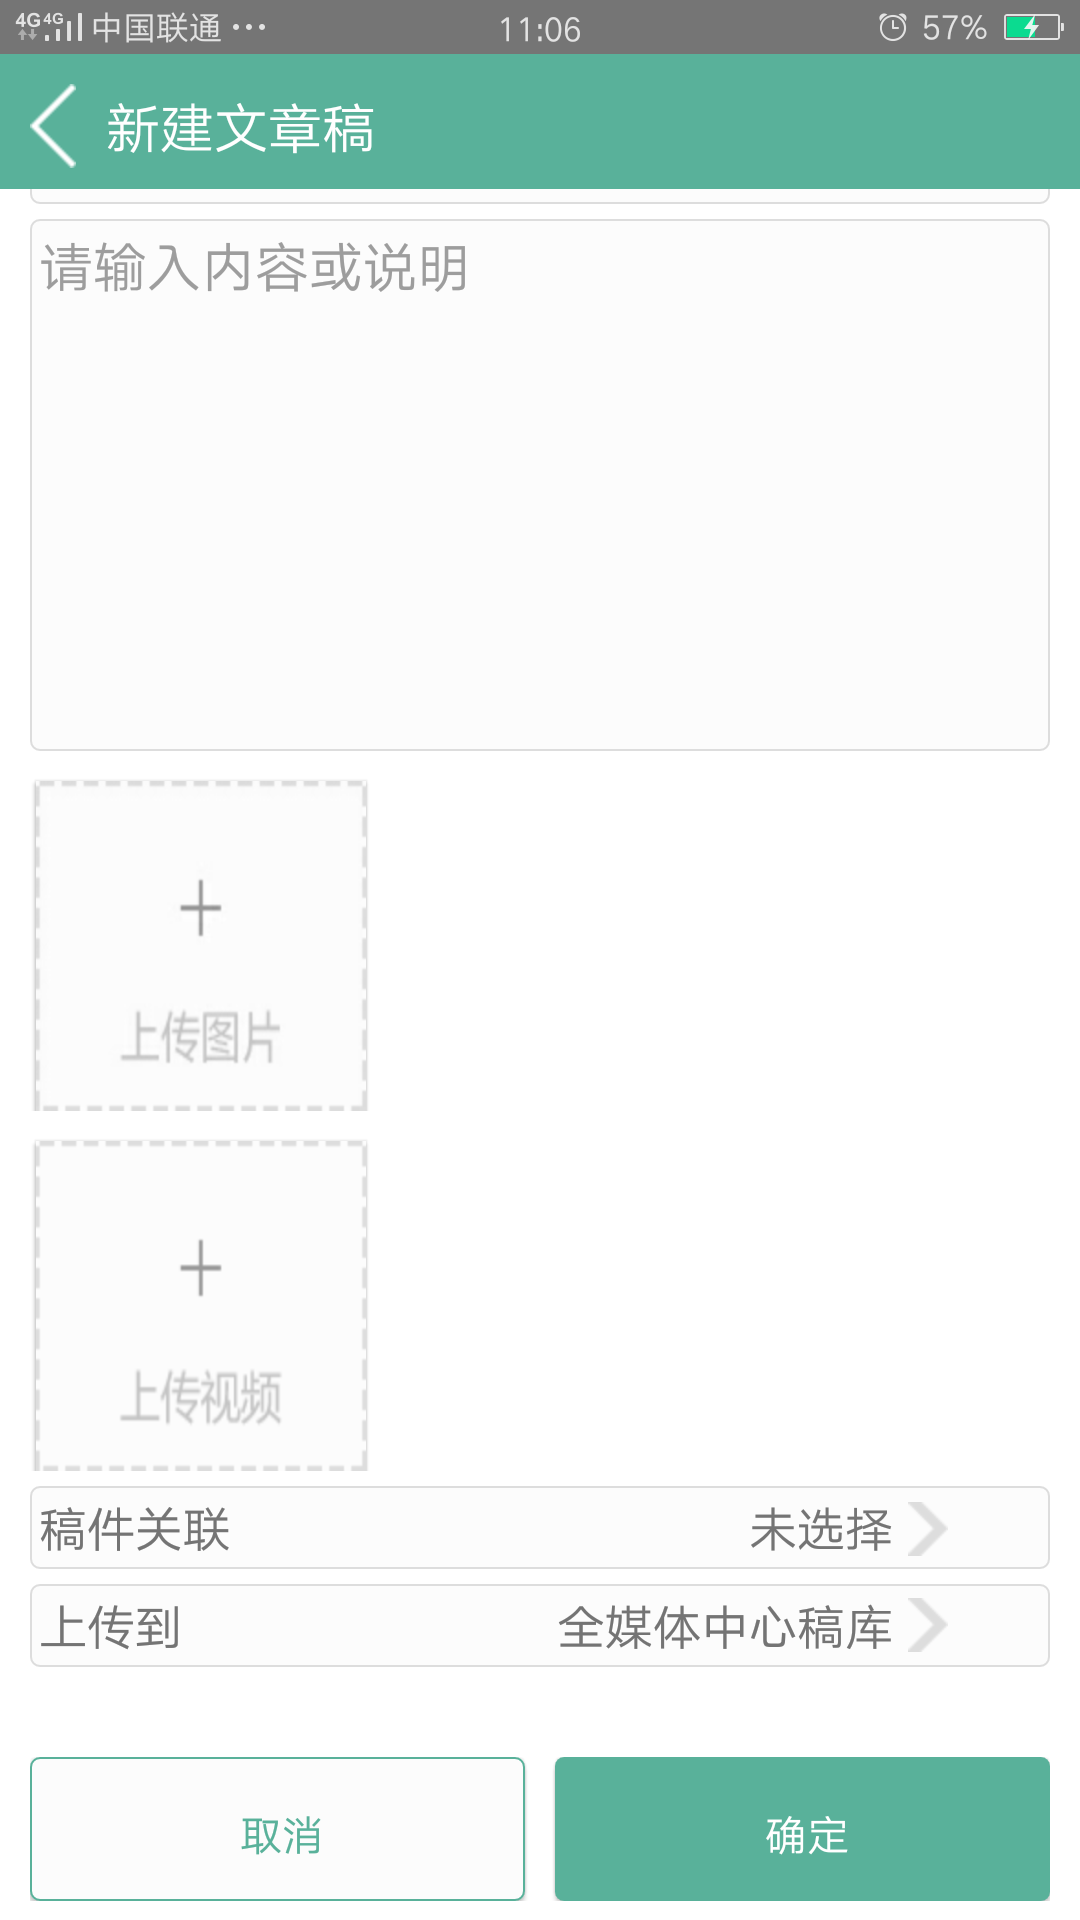 4G 4G 中国联通 ··· 11:06 57%
新建文章稿
请输入内容或说明
上传图片
上传视频
稿件关联 未选择
上传到 全媒体中心稿库
取消 确定